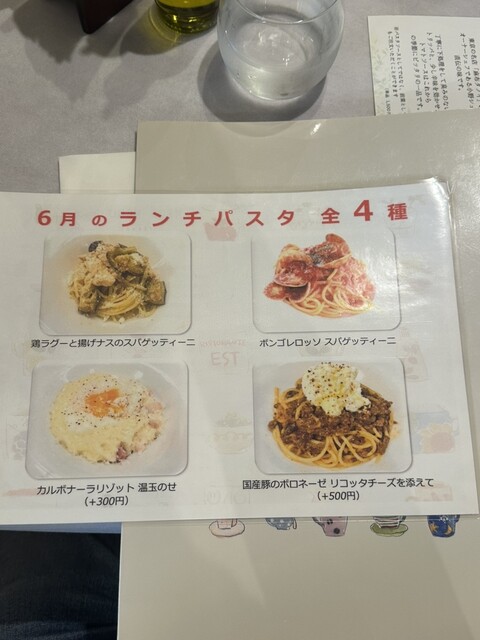 6月のランチパスタ 全4種
鶏ラグーと揚げナスのスパゲッティーニ
ボンゴレロッソ スパゲッティーニ
カルボナーラリゾット 温玉のせ
(+300円)
国産豚のボロネーゼ リコッタチーズを添えて
(+500円)